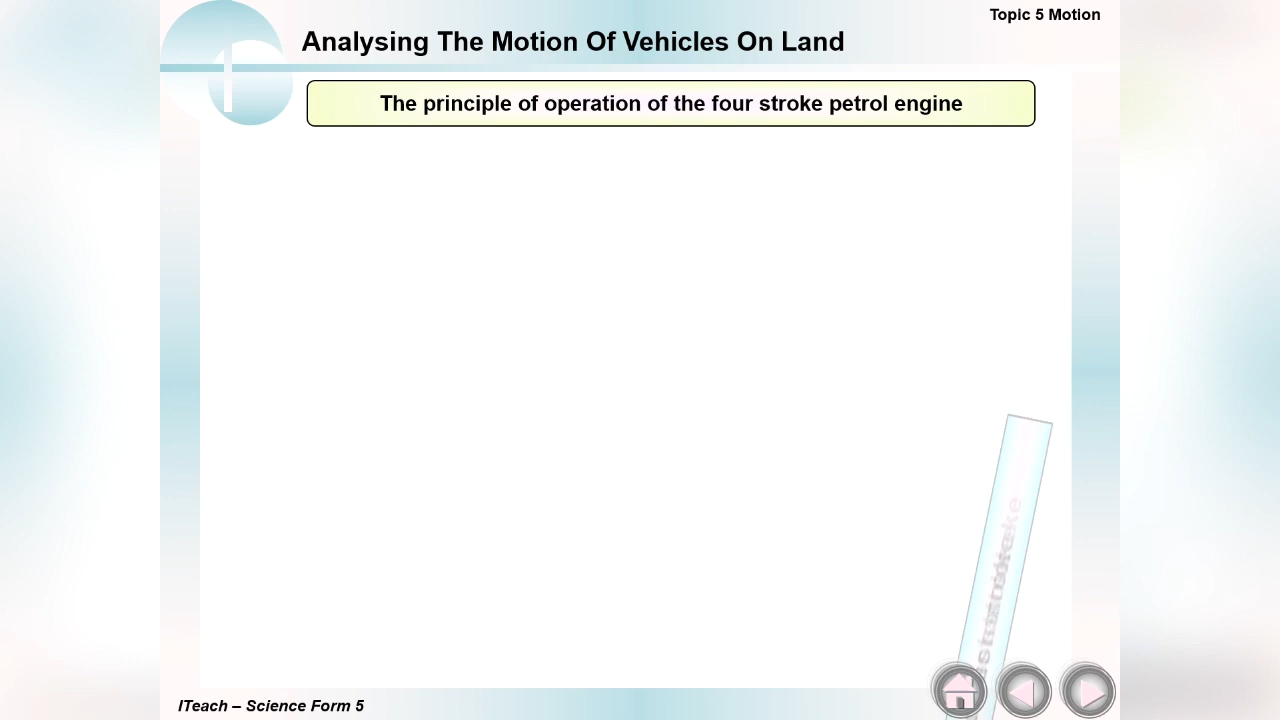 Topic 5 Motion
Analysing The Motion Of Vehicles On Land
The principle of operation of the four stroke petrol engine
ITeach – Science Form 5